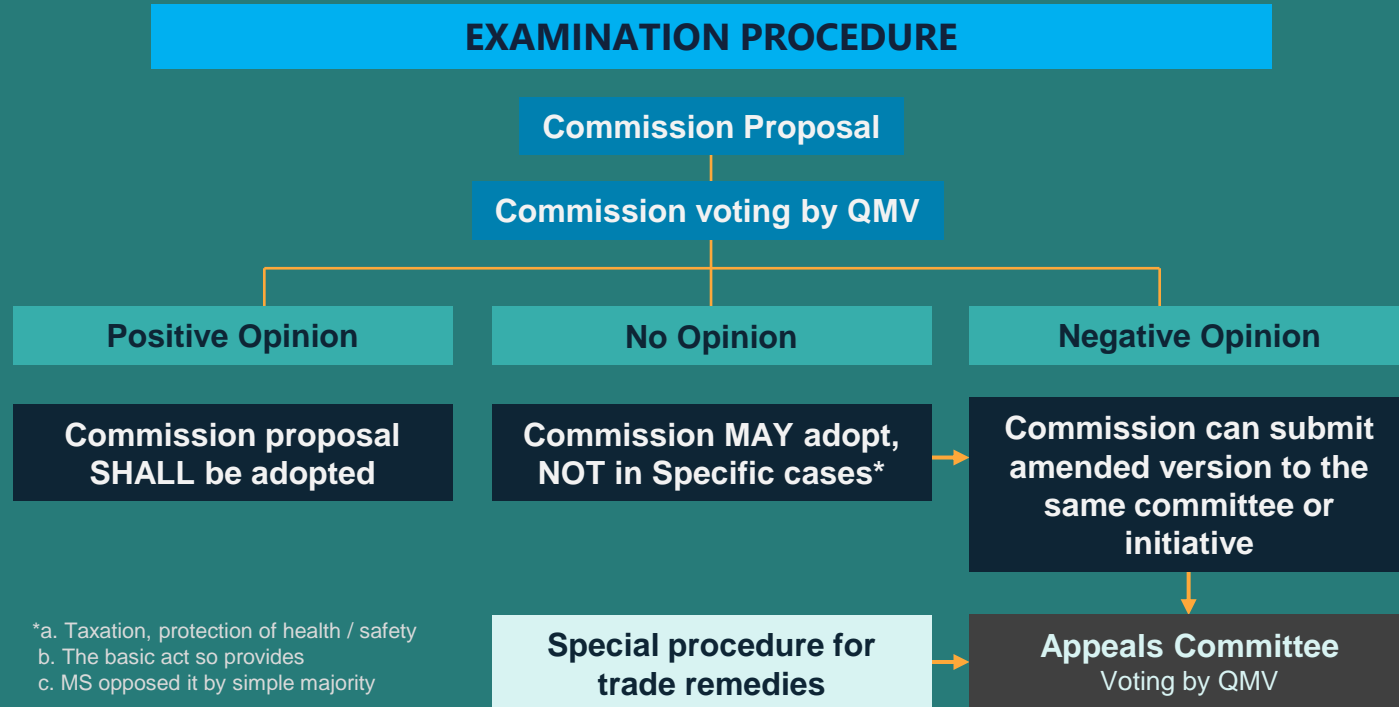 EXAMINATION PROCEDURE
Commission Proposal
Commission voting by QMV
Positive Opinion
No Opinion
Negative Opinion
Commission proposal
SHALL be adopted
Commission MAY adopt,
NOT in Specific cases*
Commission can submit
amended version to the
same committee or
initiative
*a. Taxation, protection of health / safety
b. The basic act so provides
c. MS opposed it by simple majority
Special procedure for
trade remedies
Appeals Committee
Voting by QMV